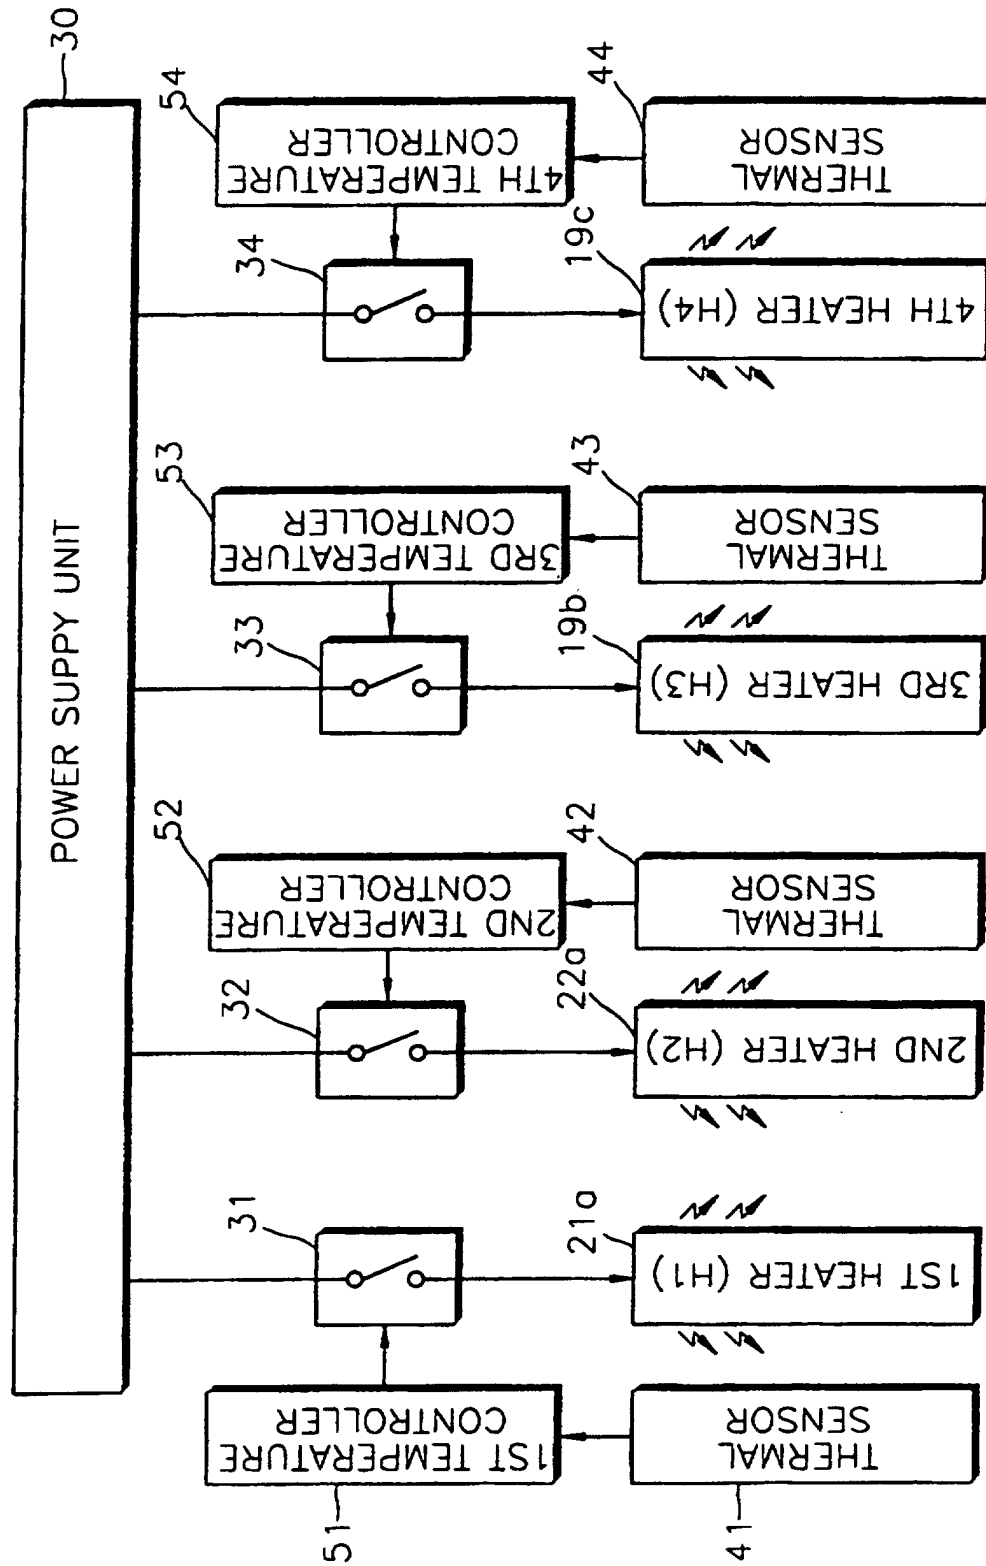 30
POWER SUPPY UNIT
51
1ST TEMPERATURE
CONTROLLER
31
52
2ND TEMPERATURE
CONTROLLER
32
53
3RD TEMPERATURE
CONTROLLER
33
54
4TH TEMPERATURE
CONTROLLER
34
41
THERMAL
SENSOR
21a
1ST HEATER (H1)
22a
2ND HEATER (H2)
42
THERMAL
SENSOR
19b
3RD HEATER (H3)
43
THERMAL
SENSOR
19c
4TH HEATER (H4)
44
THERMAL
SENSOR